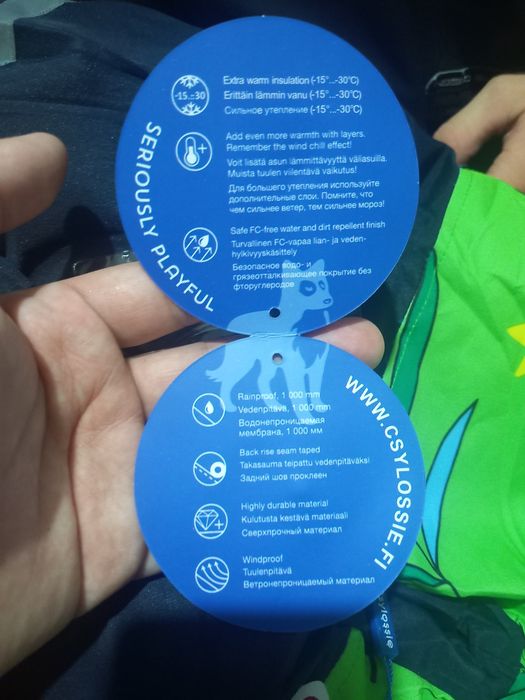 -15...-30
Extra warm insulation (-15°...-30°C)
Erittäin lämmin vanu (-15°...-30°C)
Сильное утепление (-15°...-30°C)
Add even more warmth with layers.
Remember the wind chill effect!
Voit lisätä asun lämmittävyyttä väliasuilla.
Muista tuulen viilentävä vaikutus!
Для большего утепления используйте
дополнительные слои. Помните, что
чем сильнее ветер, тем сильнее мороз!
Safe FC-free water and dirt repellent finish
Turvallinen FC-vapaa lian- ja veden-
hylkivyyskäsittely
Безопасное водо- и
грязеотталкивающее покрытие без
фторуглеродов
SERIOUSLY PLAYFUL
Rainproof, 1 000 mm
Vedenpitävä, 1 000 mm
Водонепроницаемая
мембрана, 1 000 мм
Back rise seam taped
Takasauma teipattu vedenpitäväksi
Задний шов проклеен
Highly durable material
Kulutusta kestävä materiaali
Сверхпрочный материал
Windproof
Tuulenpitävä
Ветронепроницаемый материал
WWW.CSYLOSSIE.FI
sylossie